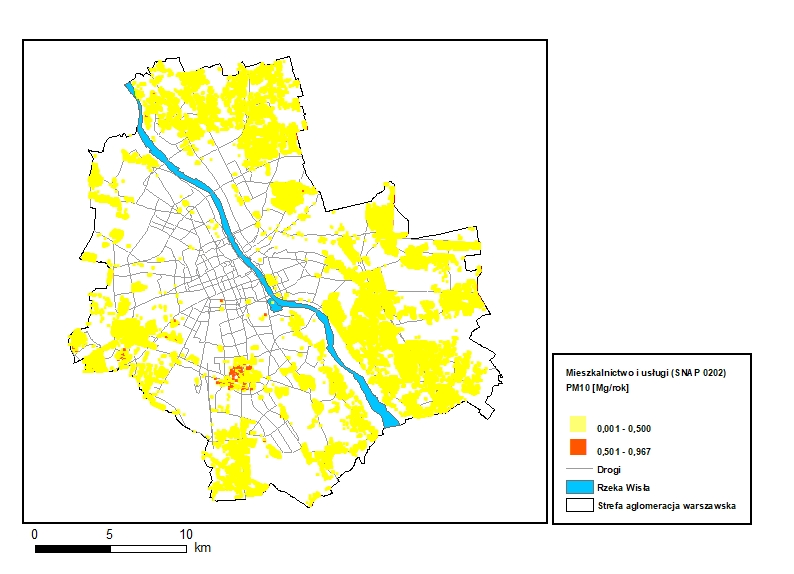 Mieszkalnictwo i usługi (SNAP 0202)
PM10 [Mg/rok]
0,001 - 0,500
0,501 - 0,967
Drogi
Rzeka Wisła
Strefa aglomeracja warszawska
0 5 10
km